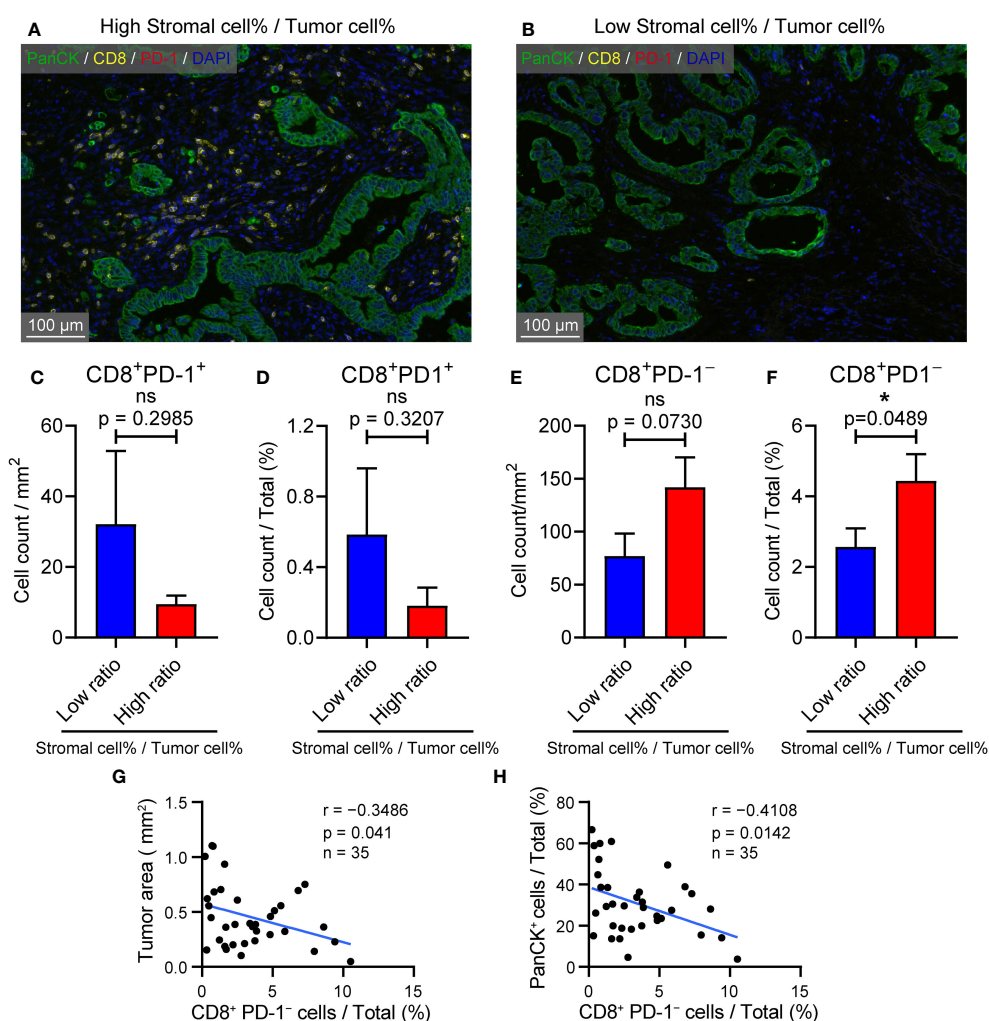 A High Stromal cell% / Tumor cell%
PanCK / CD8 / PD-1 / DAPI
100 µm
B Low Stromal cell% / Tumor cell%
PanCK / CD8 / PD-1 / DAPI
100 µm
C CD8⁺PD-1⁺
ns
p = 0.2985
Cell count / mm²
60
40
20
0
Low ratio
High ratio
Stromal cell% / Tumor cell%
D CD8⁺PD1⁺
ns
p = 0.3207
Cell count / Total (%)
1.2
0.8
0.4
0.0
Low ratio
High ratio
Stromal cell% / Tumor cell%
E CD8⁺PD-1⁻
ns
p = 0.0730
Cell count/mm²
200
150
100
50
0
Low ratio
High ratio
Stromal cell% / Tumor cell%
F CD8⁺PD1⁻
*
p=0.0489
Cell count / Total (%)
6
4
2
0
Low ratio
High ratio
Stromal cell% / Tumor cell%
G
r = −0.3486
p = 0.041
n = 35
Tumor area ( mm²)
1.5
1.0
0.5
0.0
0 5 10 15
CD8⁺ PD-1⁻ cells / Total (%)
H
r = −0.4108
p = 0.0142
n = 35
PanCK⁺ cells / Total (%)
80
60
40
20
0
0 5 10 15
CD8⁺ PD-1⁻ cells / Total (%)